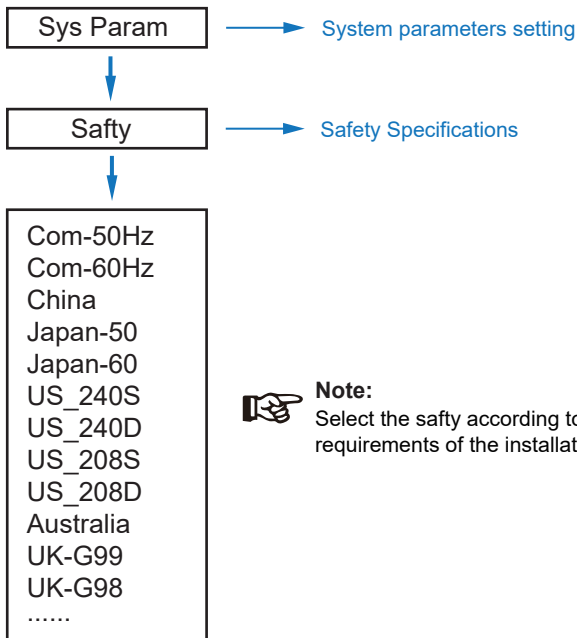 Sys Param
System parameters setting
Safty
Safety Specifications
Com-50Hz
Com-60Hz
China
Japan-50
Japan-60
US_240S
US_240D
US_208S
US_208D
Australia
UK-G99
UK-G98
......
Note:
Select the safty according to
requirements of the